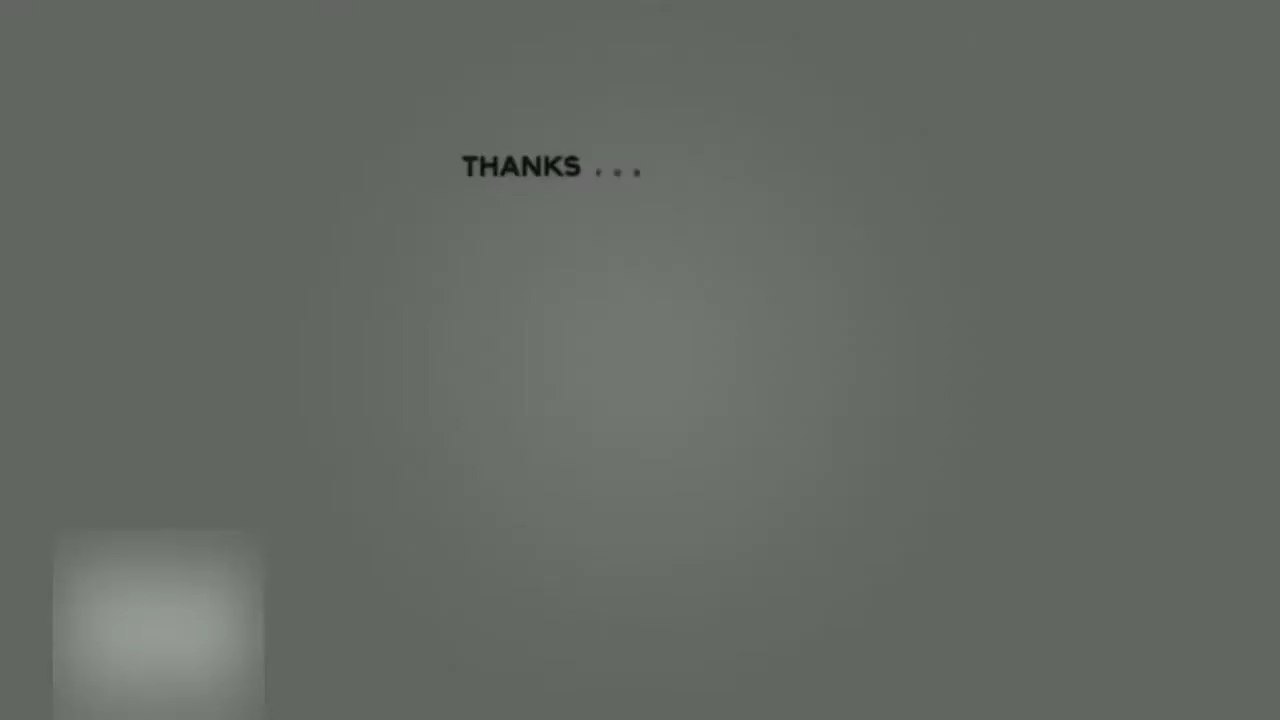 THANKS . . .